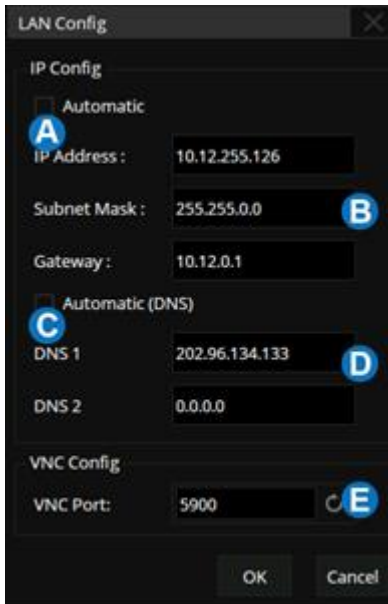 LAN Config
IP Config
Automatic
A
IP Address : 10.12.255.126
Subnet Mask : 255.255.0.0 B
Gateway : 10.12.0.1
Automatic (DNS)
C
DNS 1 202.96.134.133 D
DNS 2 0.0.0.0
VNC Config
VNC Port: 5900 E
OK Cancel